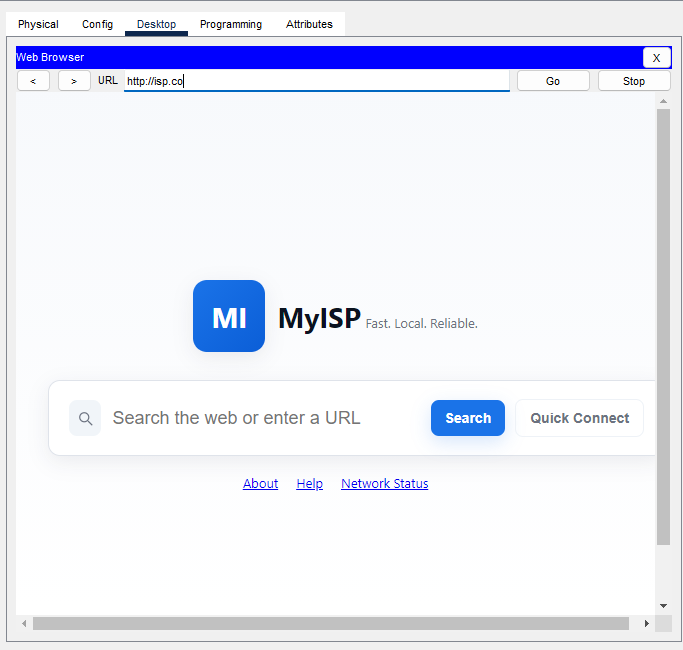 Physical Config Desktop Programming Attributes
Web Browser X
< > URL http://isp.co Go Stop
MI MyISP Fast. Local. Reliable.
Search the web or enter a URL Search Quick Connect
About Help Network Status